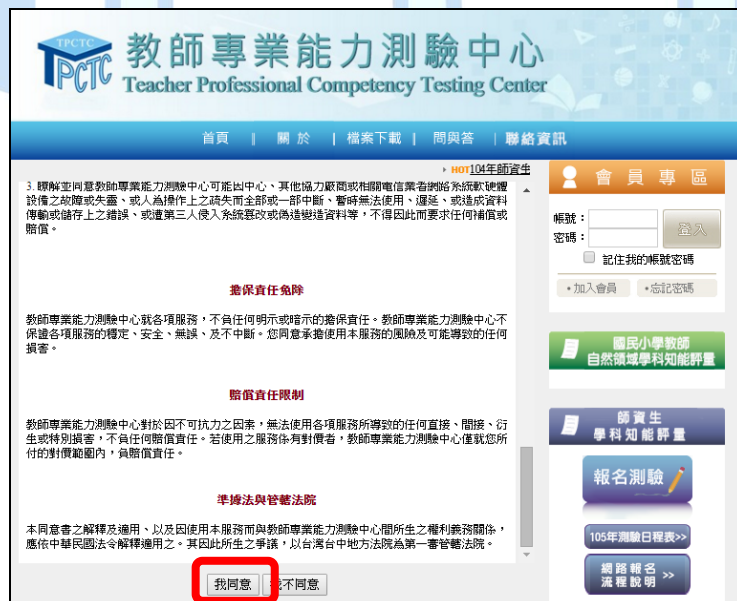 TPCTC
TPCTC
教師專業能力測驗中心
Teacher Professional Competency Testing Center
首頁 | 關於 | 檔案下載 | 問與答 | 聯絡資訊
HOT104年師資生
3. 瞭解並同意教師專業能力測驗中心可能因中心、其他協力廠商或相關電信業者網路系統軟硬體
設備之故障或失靈、或人為操作上之疏失而全部或一部中斷、暫時無法使用、遲延、或造成資料
傳輸或儲存上之錯誤、或遭第三人侵入系統篡改或偽造變造資料等，不得因此而要求任何補償或
賠償。
擔保責任免除
教師專業能力測驗中心就各項服務，不負任何明示或暗示的擔保責任。教師專業能力測驗中心不
保證各項服務的穩定、安全、無誤、及不中斷。您同意承擔使用本服務的風險及可能導致的任何
損害。
賠償責任限制
教師專業能力測驗中心對於因不可抗力之因素，無法使用各項服務所導致的任何直接、間接、衍
生或特別損害，不負任何賠償責任。若使用之服務係有對價者，教師專業能力測驗中心僅就您所
付的對價範圍內，負賠償責任。
準據法與管轄法院
本同意書之解釋及適用、以及因使用本服務而與教師專業能力測驗中心間所生之權利義務關係，
應依中華民國法令解釋適用之。其因此所生之爭議，以台灣台中地方法院為第一審管轄法院。
我同意
不同意
會員專區
帳號：
密碼：
登入
記住我的帳號密碼
•加入會員 •忘記密碼
國民小學教師
自然領域學科知能評量
師資生
學科知能評量
報名測驗
105年測驗日程表>>
網路報名
流程說明 >>